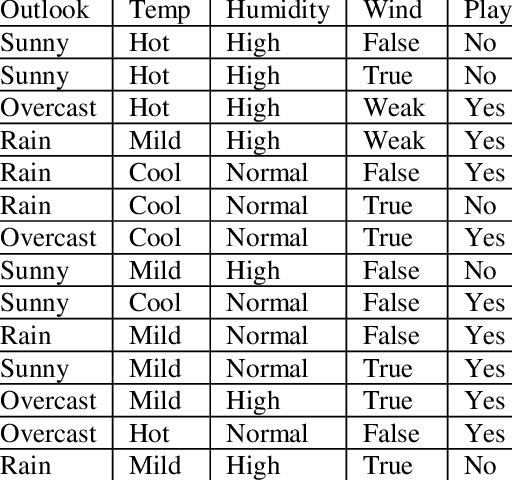 Outlook Temp Humidity Wind Play
Sunny Hot High False No
Sunny Hot High True No
Overcast Hot High Weak Yes
Rain Mild High Weak Yes
Rain Cool Normal False Yes
Rain Cool Normal True No
Overcast Cool Normal True Yes
Sunny Mild High False No
Sunny Cool Normal False Yes
Rain Mild Normal False Yes
Sunny Mild Normal True Yes
Overcast Mild High True Yes
Overcast Hot Normal False Yes
Rain Mild High True No